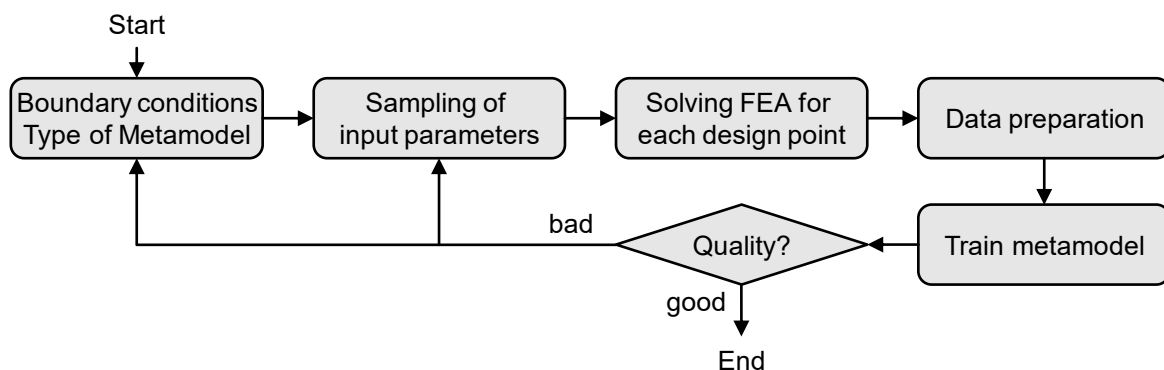 Start
Boundary conditions
Type of Metamodel
Sampling of
input parameters
Solving FEA for
each design point
Data preparation
bad
Quality?
Train metamodel
good
End